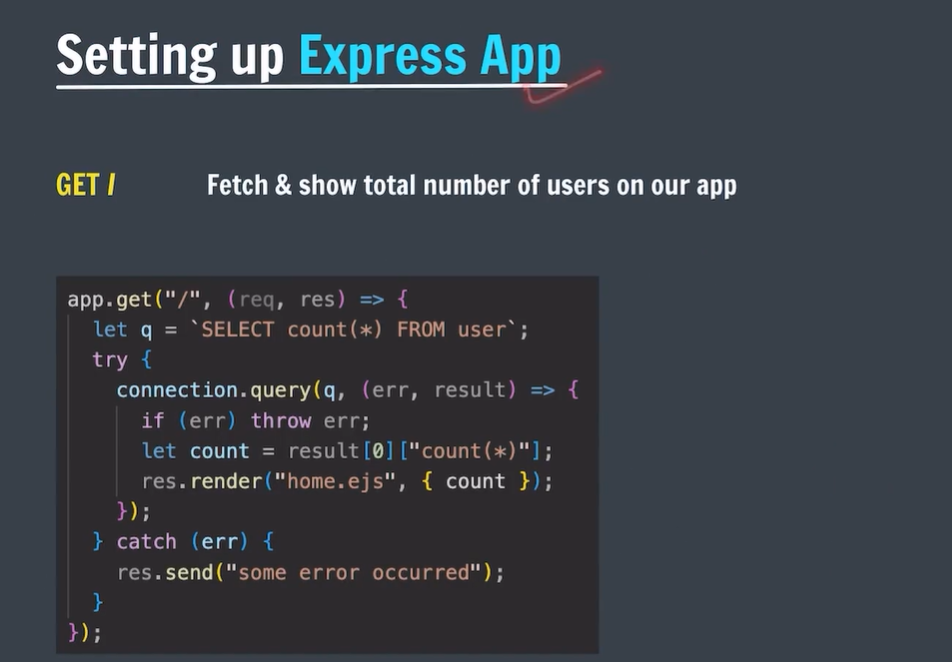 Setting up Express App
GET / Fetch & show total number of users on our app
app.get("/", (req, res) => {
  let q = `SELECT count(*) FROM user`;
  try {
    connection.query(q, (err, result) => {
      if (err) throw err;
      let count = result[0]["count(*)"];
      res.render("home.ejs", { count });
    });
  } catch (err) {
    res.send("some error occurred");
  }
});